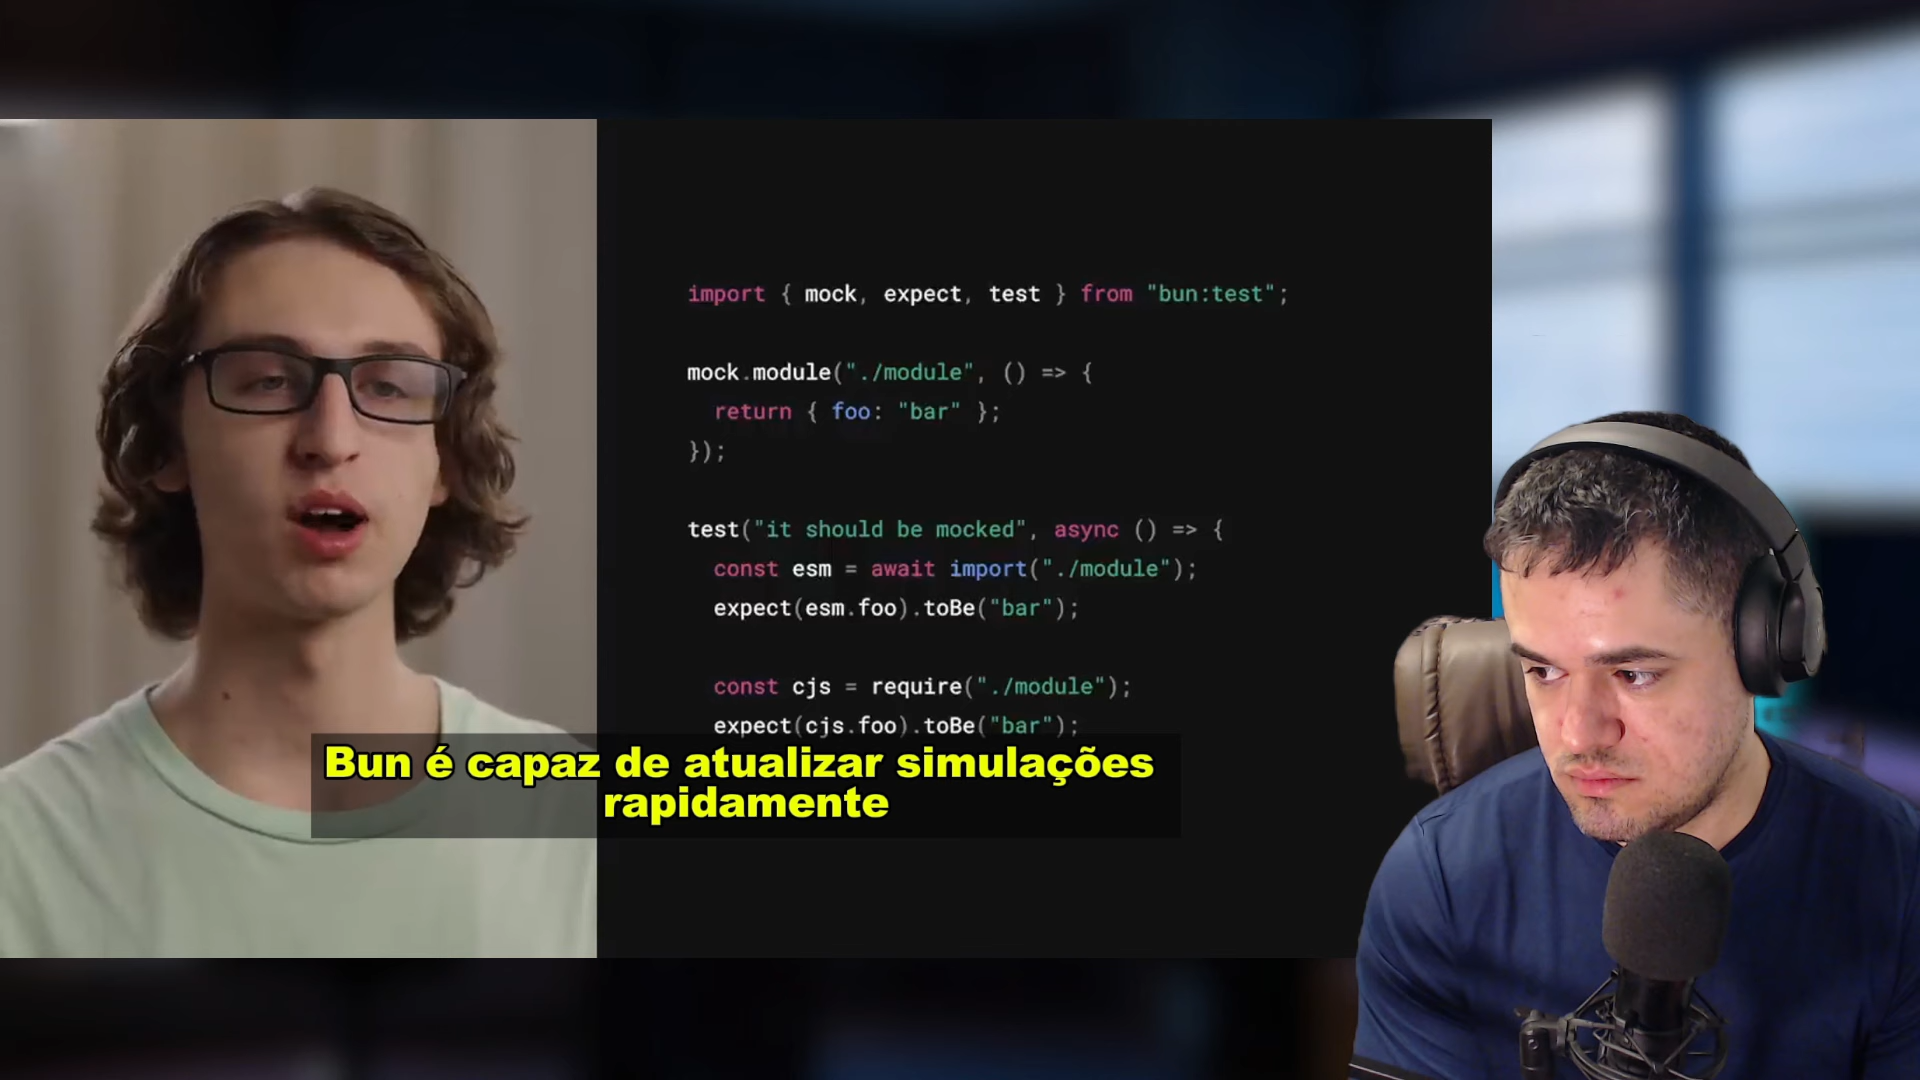 import { mock, expect, test } from "bun:test";
mock.module("./module", () => {
return { foo: "bar" };
});
test("it should be mocked", async () => {
const esm = await import("./module");
expect(esm.foo).toBe("bar");
const cjs = require("./module");
expect(cjs.foo).toBe("bar");
Bun é capaz de atualizar simulações
rapidamente